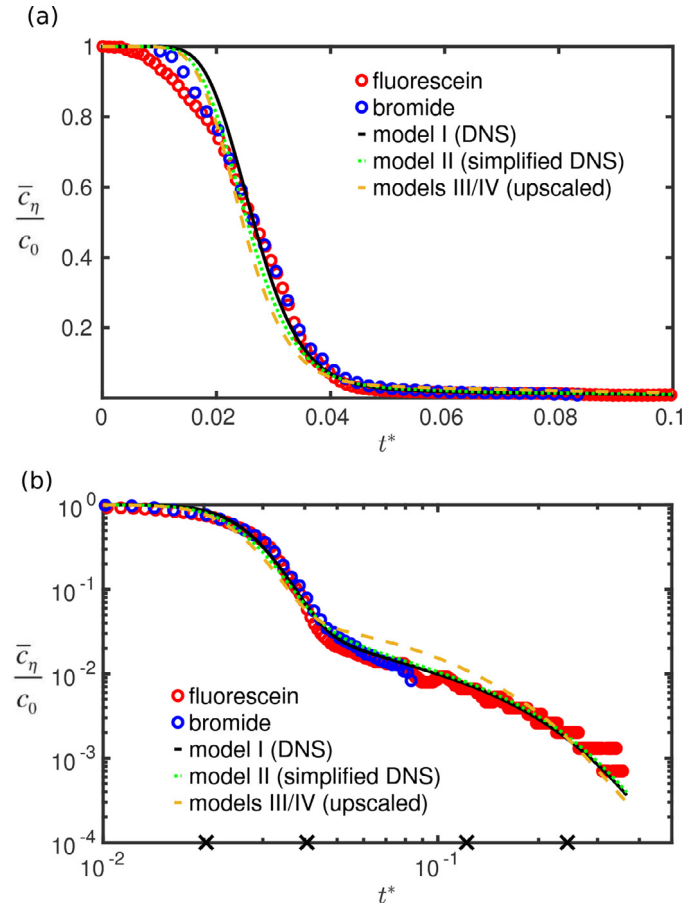 (a)
1
0.8
0.6
0.4
0.2
c̅η
c0
fluorescein
bromide
model I (DNS)
model II (simplified DNS)
models III/IV (upscaled)
0 0.02 0.04 0.06 0.08 0.1
t*
(b)
10^0
10^-1
10^-2
10^-3
10^-4
c̅η
c0
fluorescein
bromide
model I (DNS)
model II (simplified DNS)
models III/IV (upscaled)
10^-2 10^-1
t*